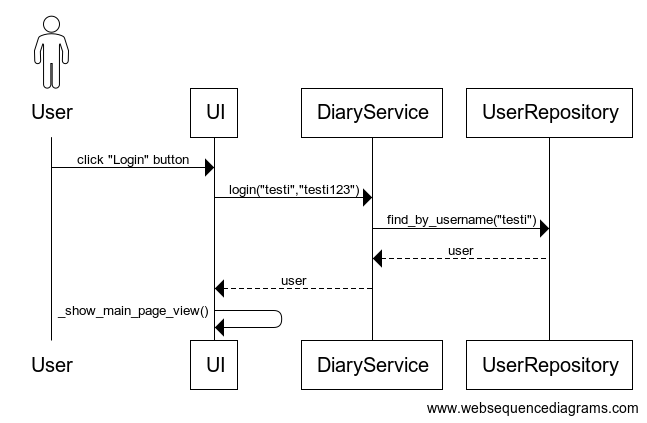 User
UI
DiaryService
UserRepository
click "Login" button
login("testi","testi123")
find_by_username("testi")
user
user
_show_main_page_view()
User
UI
DiaryService
UserRepository
www.websequencediagrams.com